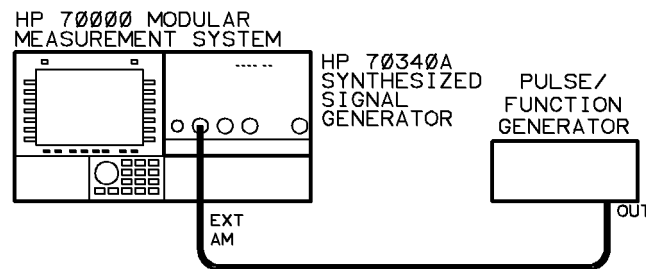 HP 70000 MODULAR
MEASUREMENT SYSTEM
HP 70340A
SYNTHESIZED
SIGNAL
GENERATOR
PULSE/
FUNCTION
GENERATOR
OUT
EXT
AM